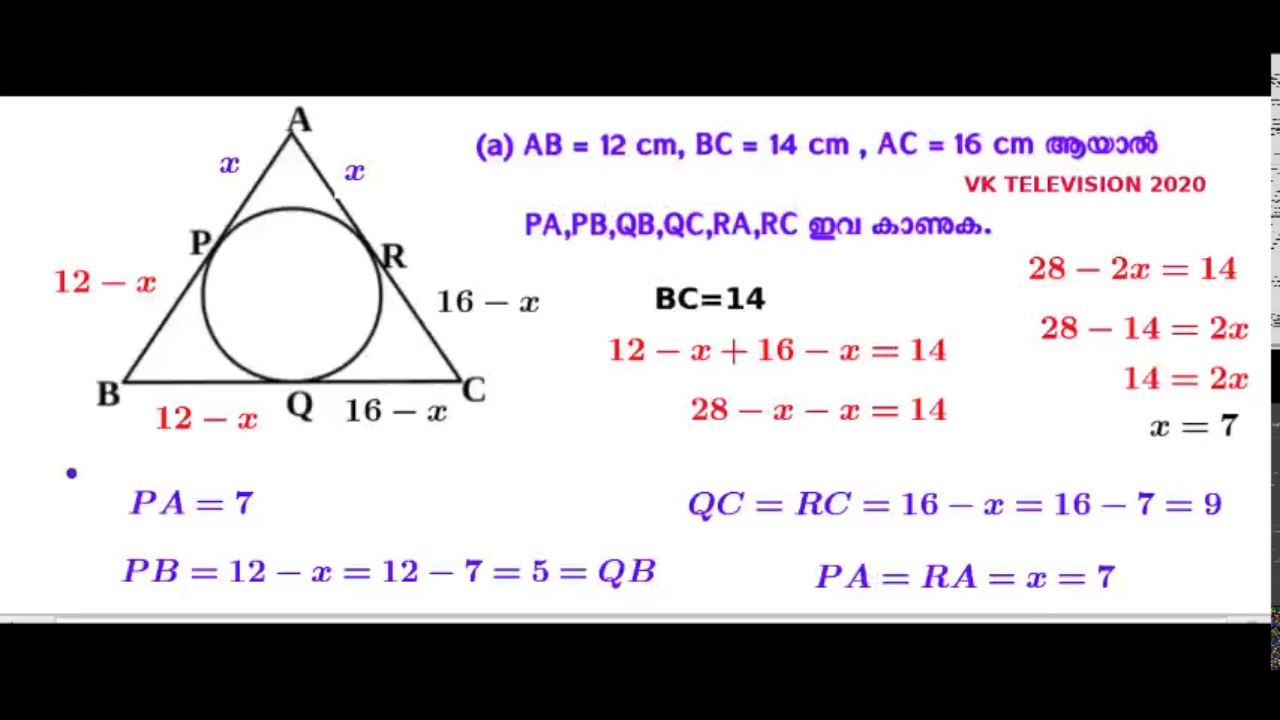 A
x
x
P
R
12 − x
16 − x
B
Q
C
12 − x
16 − x
(a) AB = 12 cm, BC = 14 cm , AC = 16 cm ആയാൽ
VK TELEVISION 2020
PA,PB,QB,QC,RA,RC ഇവ കാണുക.
BC=14
12 − x + 16 − x = 14
28 − x − x = 14
28 − 2x = 14
28 − 14 = 2x
14 = 2x
x = 7
PA = 7
PB = 12 − x = 12 − 7 = 5 = QB
QC = RC = 16 − x = 16 − 7 = 9
PA = RA = x = 7